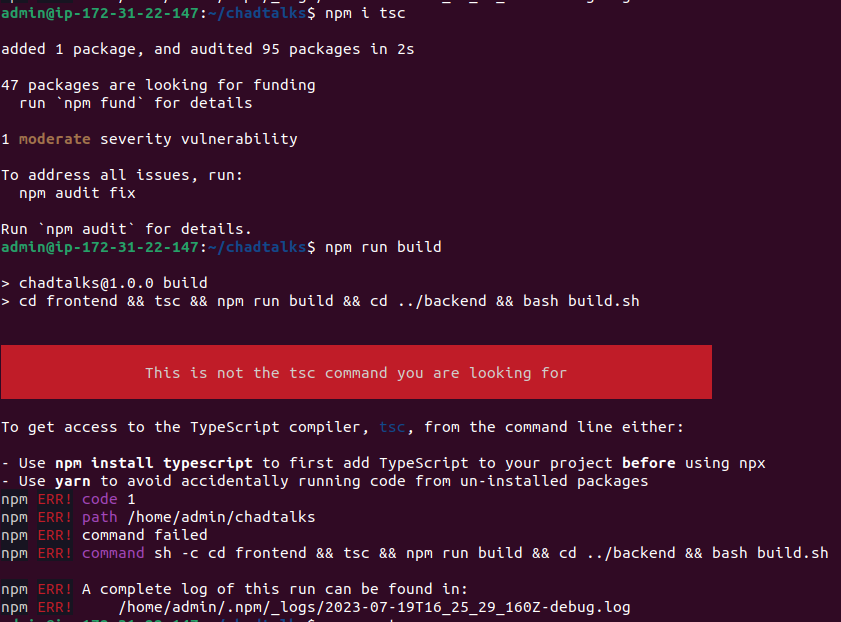 admin@ip-172-31-22-147:~/chadtalks$ npm i tsc
added 1 package, and audited 95 packages in 2s
47 packages are looking for funding
  run `npm fund` for details
1 moderate severity vulnerability
To address all issues, run:
  npm audit fix
Run `npm audit` for details.
admin@ip-172-31-22-147:~/chadtalks$ npm run build
> chadtalks@1.0.0 build
> cd frontend && tsc && npm run build && cd ../backend && bash build.sh
This is not the tsc command you are looking for
To get access to the TypeScript compiler, tsc, from the command line either:
- Use npm install typescript to first add TypeScript to your project before using npx
- Use yarn to avoid accidentally running code from un-installed packages
npm ERR! code 1
npm ERR! path /home/admin/chadtalks
npm ERR! command failed
npm ERR! command sh -c cd frontend && tsc && npm run build && cd ../backend && bash build.sh
npm ERR! A complete log of this run can be found in:
npm ERR!     /home/admin/.npm/_logs/2023-07-19T16_25_29_160Z-debug.log